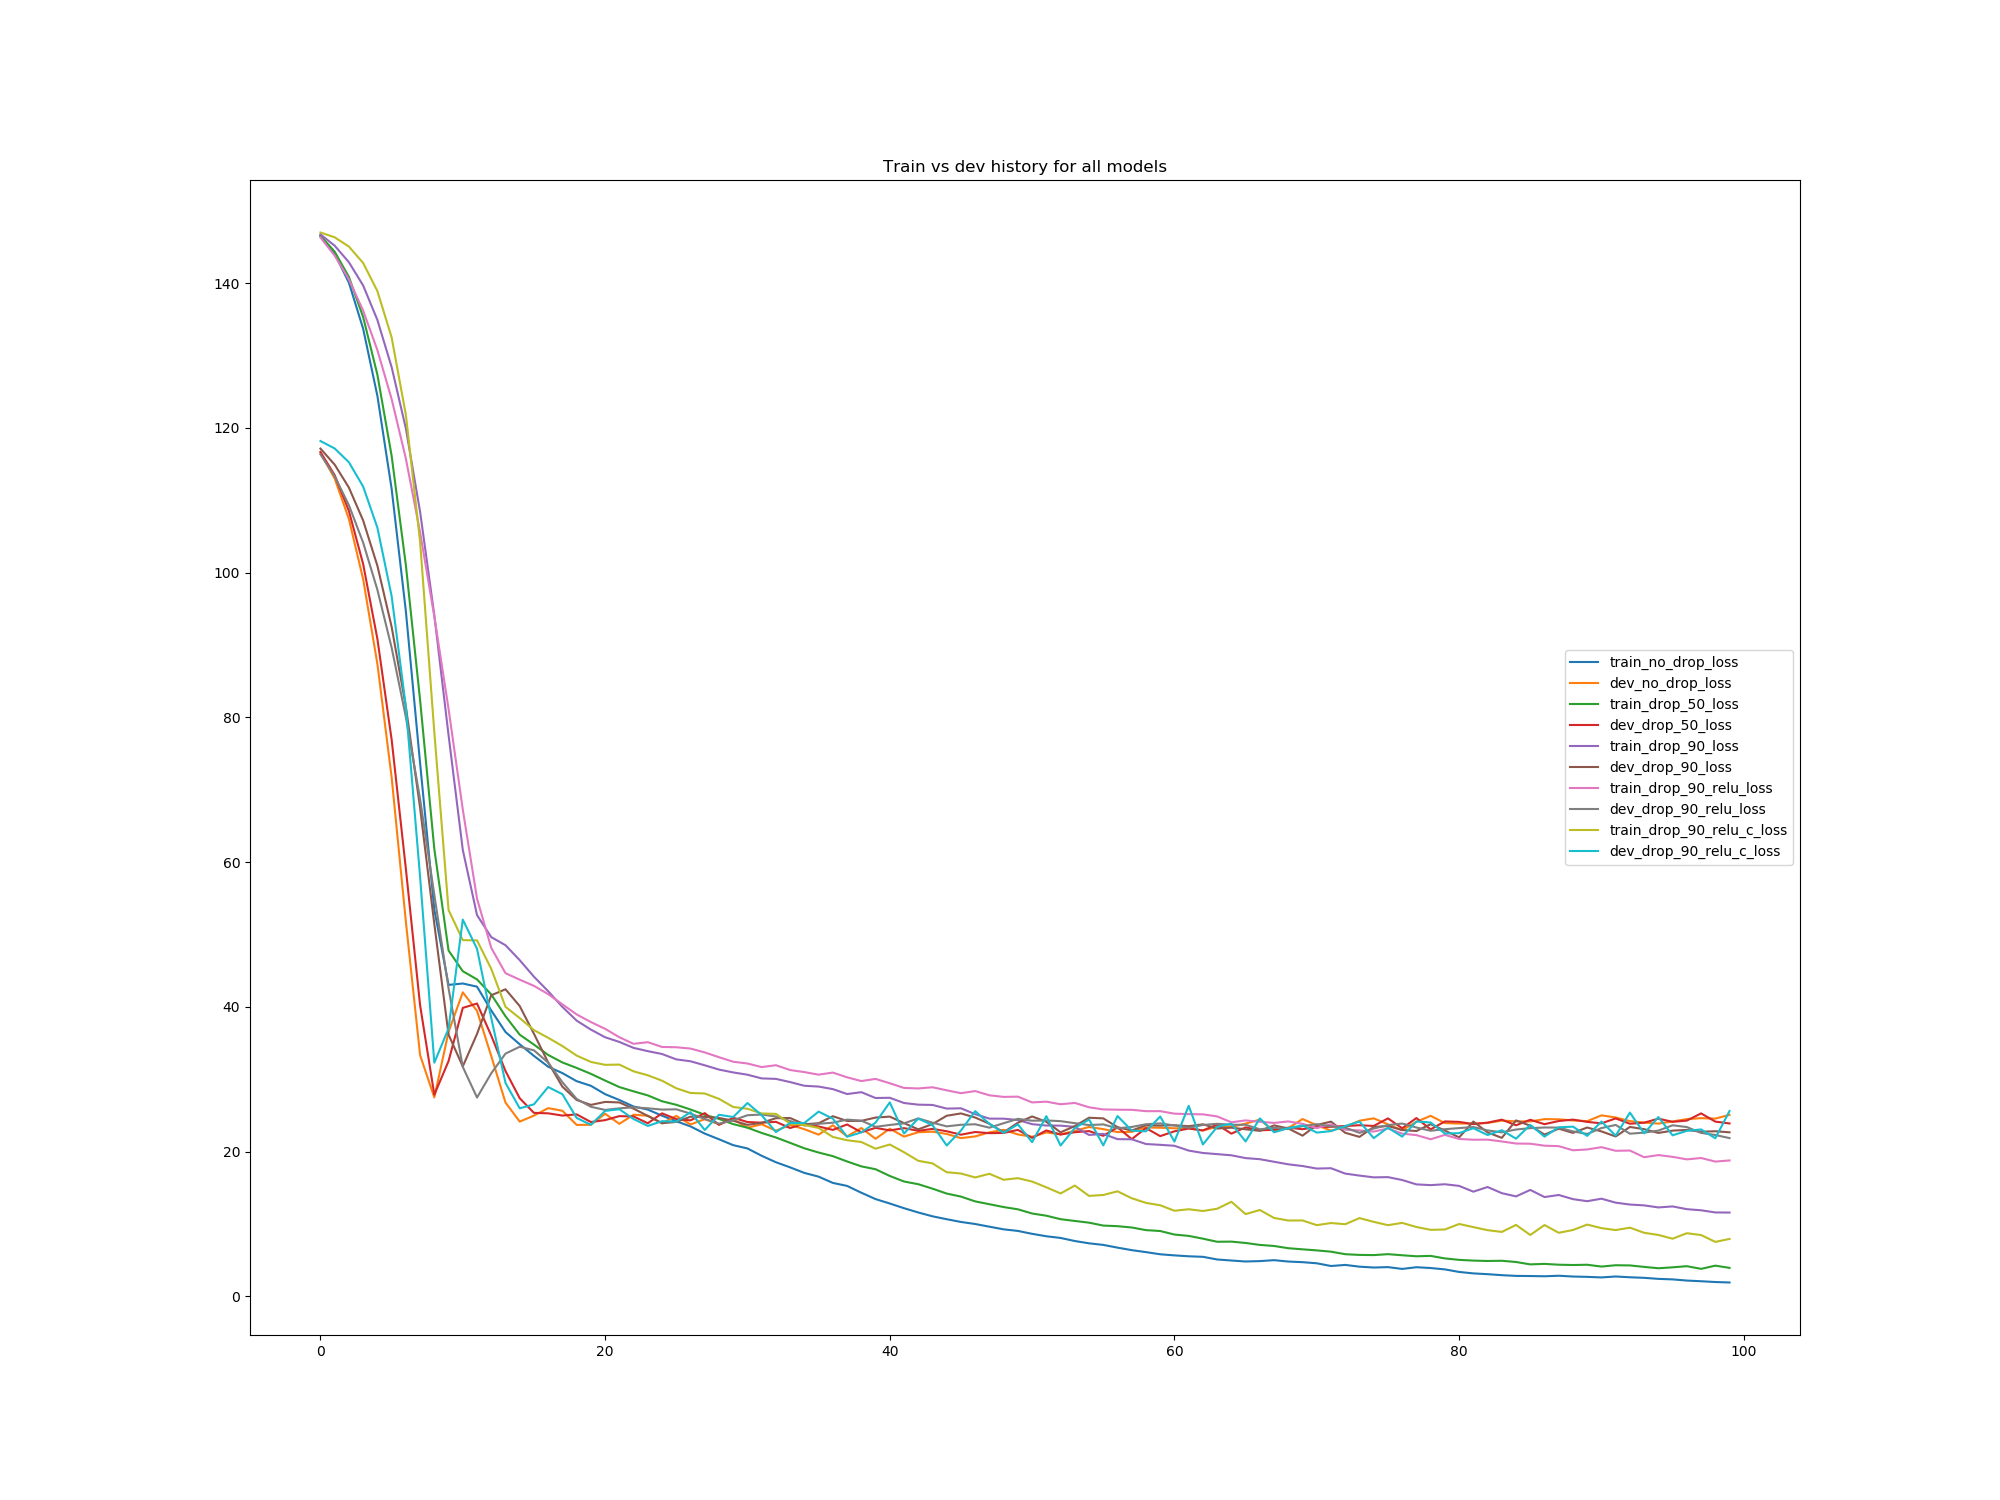 Train vs dev history for all models
140
120
100
80
60
40
20
0
train_no_drop_loss
dev_no_drop_loss
train_drop_50_loss
dev_drop_50_loss
train_drop_90_loss
dev_drop_90_loss
train_drop_90_relu_loss
dev_drop_90_relu_loss
train_drop_90_relu_c_loss
dev_drop_90_relu_c_loss
0 20 40 60 80 100